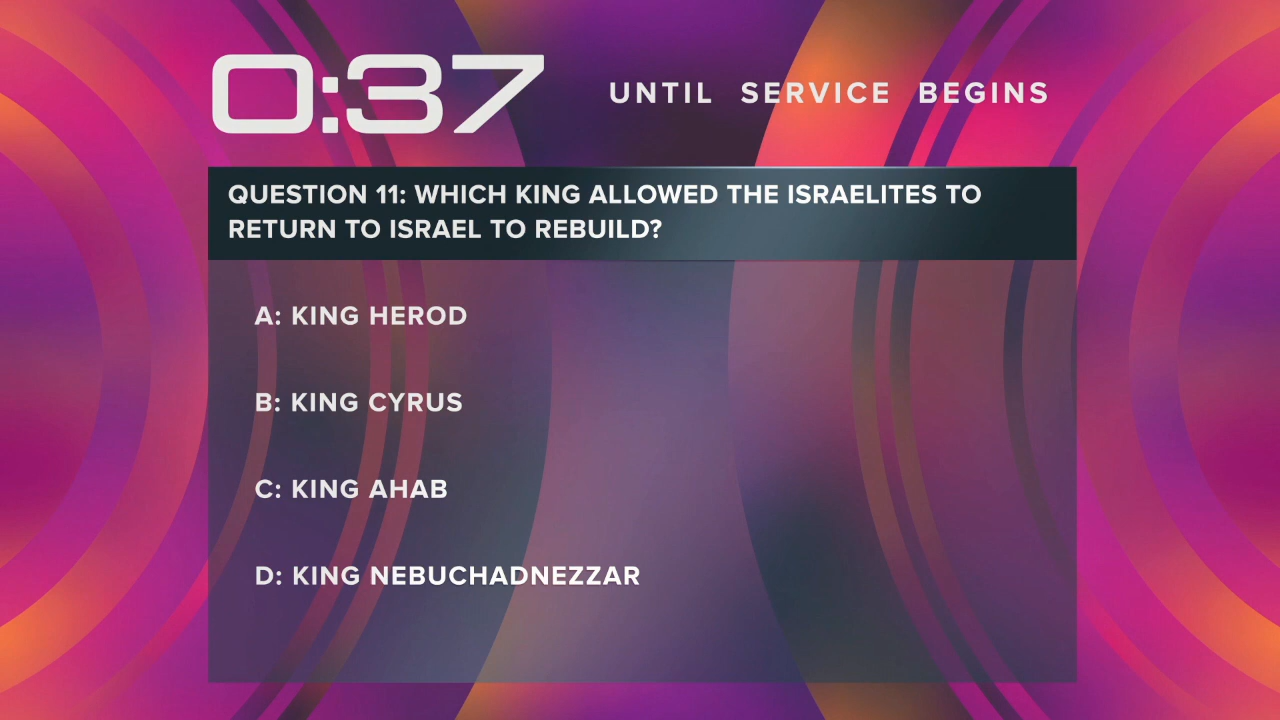 0:37 UNTIL SERVICE BEGINS
QUESTION 11: WHICH KING ALLOWED THE ISRAELITES TO
RETURN TO ISRAEL TO REBUILD?
A: KING HEROD
B: KING CYRUS
C: KING AHAB
D: KING NEBUCHADNEZZAR